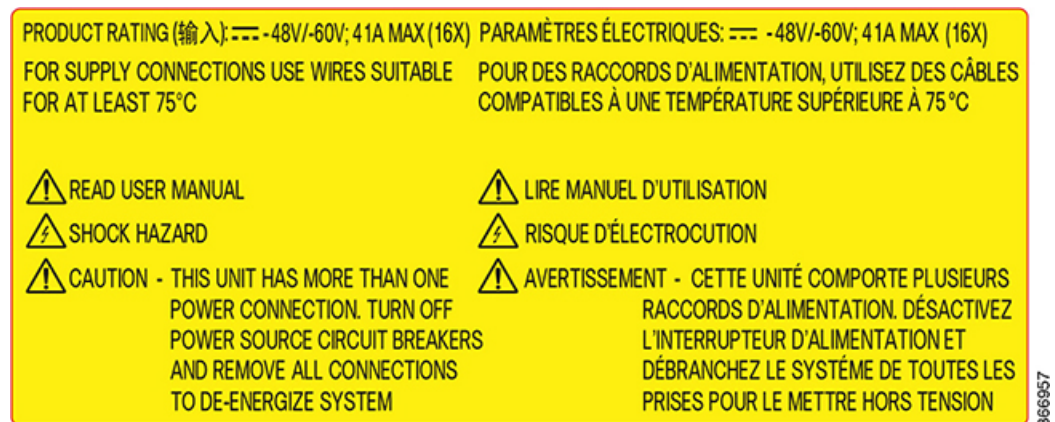 PRODUCT RATING (输入): ⎓ -48V/-60V; 41A MAX (16X)
FOR SUPPLY CONNECTIONS USE WIRES SUITABLE
FOR AT LEAST 75°C
READ USER MANUAL
SHOCK HAZARD
CAUTION - THIS UNIT HAS MORE THAN ONE
POWER CONNECTION. TURN OFF
POWER SOURCE CIRCUIT BREAKERS
AND REMOVE ALL CONNECTIONS
TO DE-ENERGIZE SYSTEM
PARAMÈTRES ÉLECTRIQUES: ⎓ -48V/-60V; 41A MAX (16X)
POUR DES RACCORDS D'ALIMENTATION, UTILISEZ DES CÂBLES
COMPATIBLES À UNE TEMPÉRATURE SUPÉRIEURE À 75 °C
LIRE MANUEL D'UTILISATION
RISQUE D'ÉLECTROCUTION
AVERTISSEMENT - CETTE UNITÉ COMPORTE PLUSIEURS
RACCORDS D'ALIMENTATION. DÉSACTIVEZ
L'INTERRUPTEUR D'ALIMENTATION ET
DÉBRANCHEZ LE SYSTÉME DE TOUTES LES
PRISES POUR LE METTRE HORS TENSION
366957